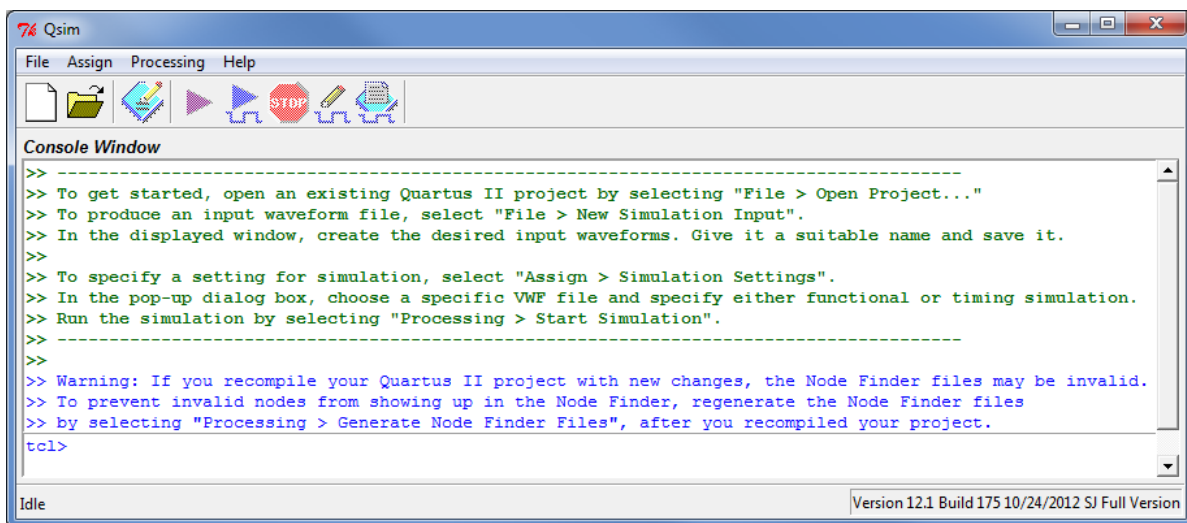 Qsim
File Assign Processing Help
STOP
Console Window
>> ---------------------------------------------------------------------------------------
>> To get started, open an existing Quartus II project by selecting "File > Open Project..."
>> To produce an input waveform file, select "File > New Simulation Input".
>> In the displayed window, create the desired input waveforms. Give it a suitable name and save it.
>>
>> To specify a setting for simulation, select "Assign > Simulation Settings".
>> In the pop-up dialog box, choose a specific VWF file and specify either functional or timing simulation.
>> Run the simulation by selecting "Processing > Start Simulation".
>> ---------------------------------------------------------------------------------------
>>
>> Warning: If you recompile your Quartus II project with new changes, the Node Finder files may be invalid.
>> To prevent invalid nodes from showing up in the Node Finder, regenerate the Node Finder files
>> by selecting "Processing > Generate Node Finder Files", after you recompiled your project.
tcl>
Idle
Version 12.1 Build 175 10/24/2012 SJ Full Version